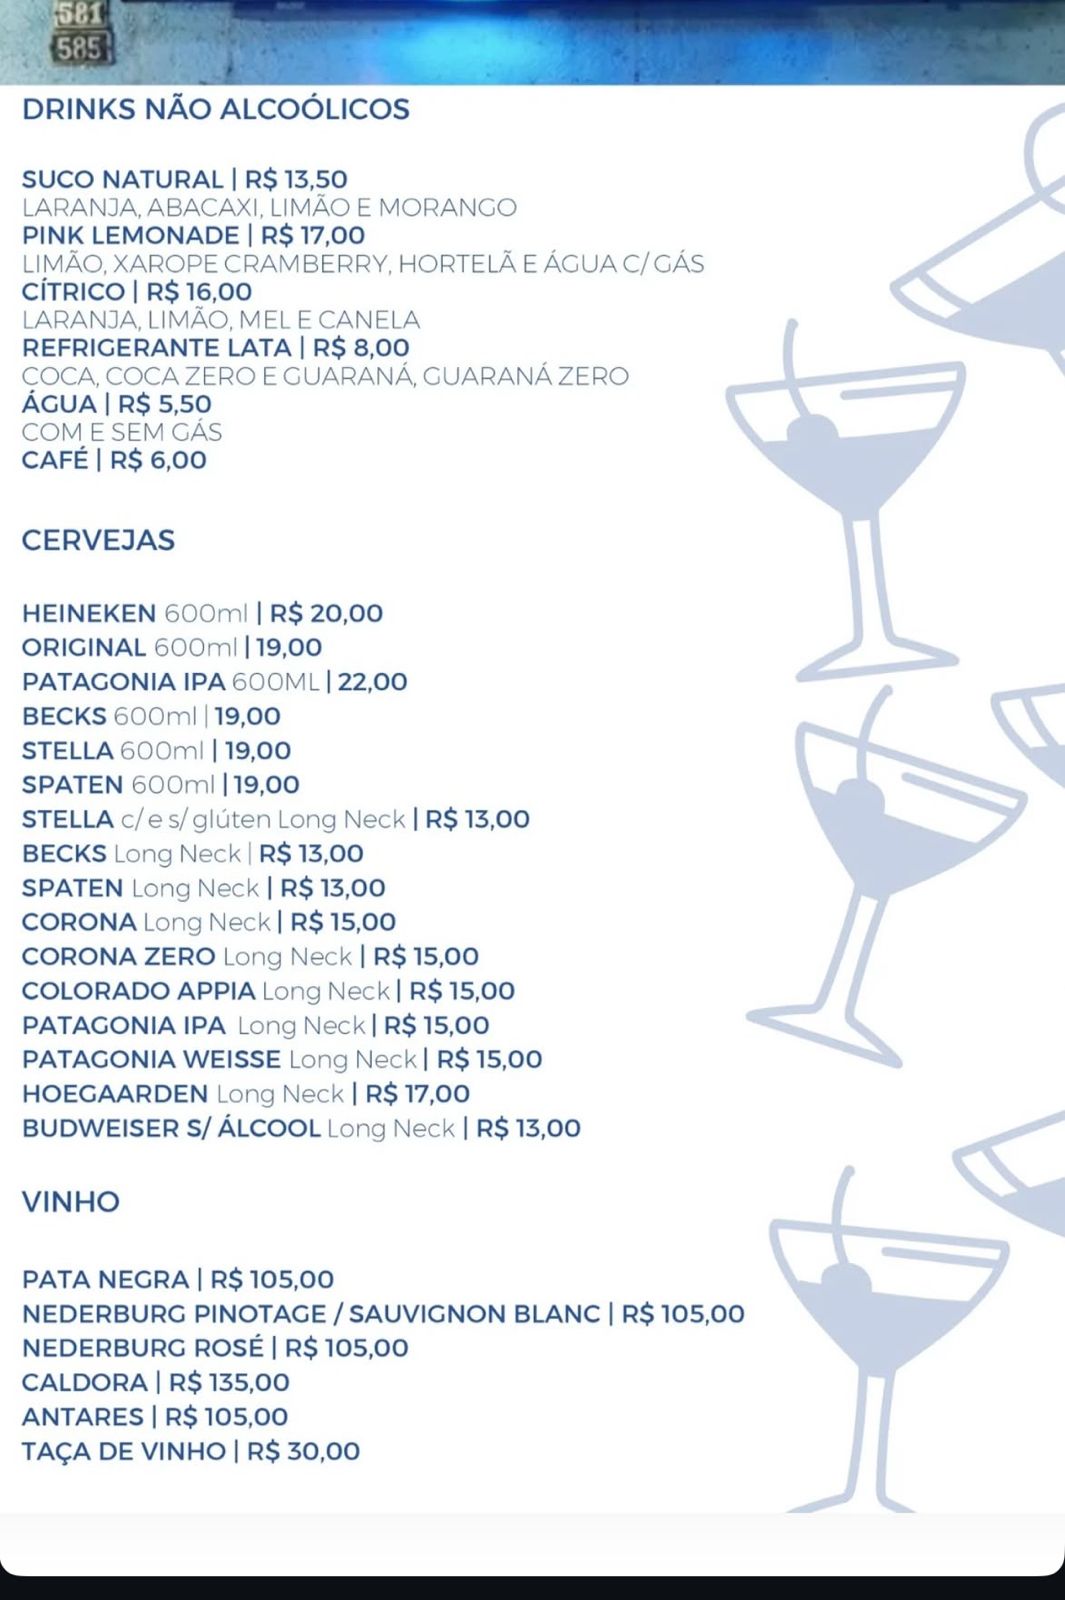 581
585
DRINKS NÃO ALCOÓLICOS
SUCO NATURAL | R$ 13,50
LARANJA, ABACAXI, LIMÃO E MORANGO
PINK LEMONADE | R$ 17,00
LIMÃO, XAROPE CRAMBERRY, HORTELÃ E ÁGUA C/ GÁS
CÍTRICO | R$ 16,00
LARANJA, LIMÃO, MEL E CANELA
REFRIGERANTE LATA | R$ 8,00
COCA, COCA ZERO E GUARANÁ, GUARANÁ ZERO
ÁGUA | R$ 5,50
COM E SEM GÁS
CAFÉ | R$ 6,00
CERVEJAS
HEINEKEN 600ml | R$ 20,00
ORIGINAL 600ml | 19,00
PATAGONIA IPA 600ML | 22,00
BECKS 600ml | 19,00
STELLA 600ml | 19,00
SPATEN 600ml | 19,00
STELLA c/ e s/ glúten Long Neck | R$ 13,00
BECKS Long Neck | R$ 13,00
SPATEN Long Neck | R$ 13,00
CORONA Long Neck | R$ 15,00
CORONA ZERO Long Neck | R$ 15,00
COLORADO APPIA Long Neck | R$ 15,00
PATAGONIA IPA Long Neck | R$ 15,00
PATAGONIA WEISSE Long Neck | R$ 15,00
HOEGAARDEN Long Neck | R$ 17,00
BUDWEISER S/ ÁLCOOL Long Neck | R$ 13,00
VINHO
PATA NEGRA | R$ 105,00
NEDERBURG PINOTAGE / SAUVIGNON BLANC | R$ 105,00
NEDERBURG ROSÉ | R$ 105,00
CALDORA | R$ 135,00
ANTARES | R$ 105,00
TAÇA DE VINHO | R$ 30,00